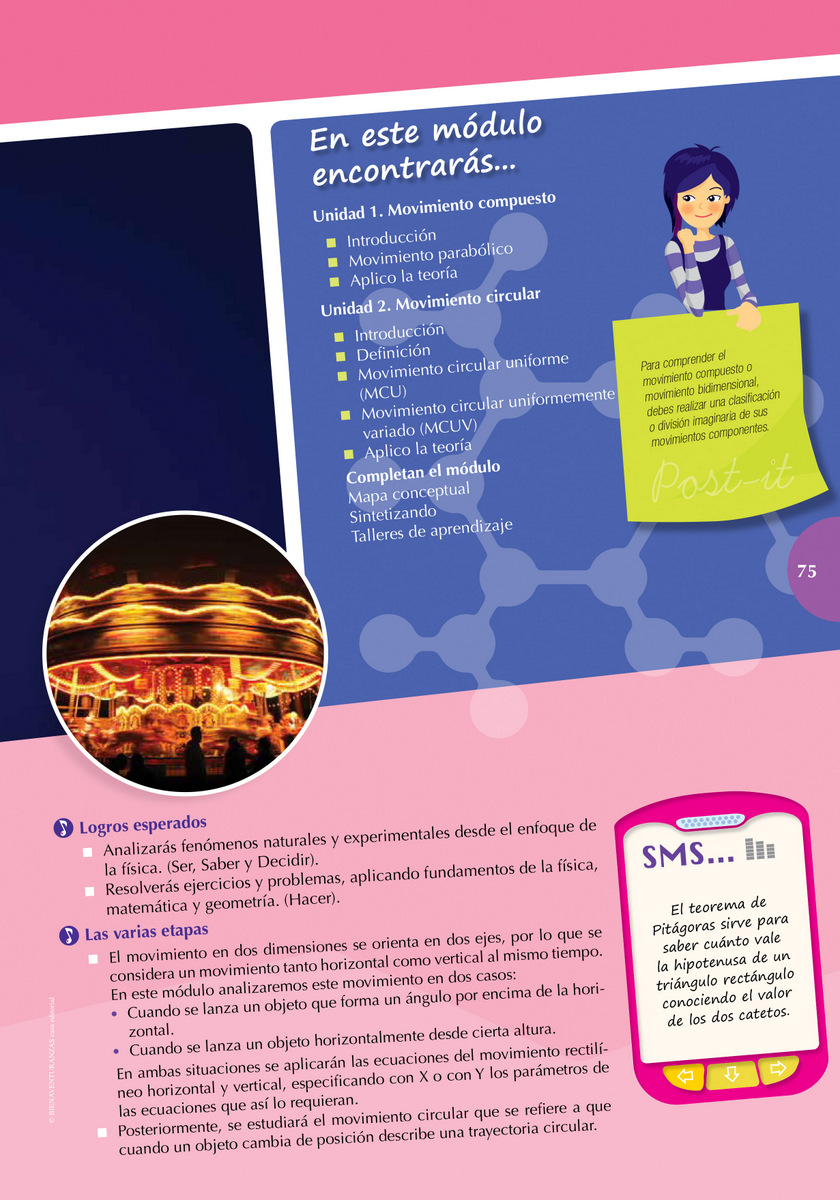 En este módulo
encontrarás...
Unidad 1. Movimiento compuesto
Introducción
Movimiento parabólico
Aplico la teoría
Unidad 2. Movimiento circular
Introducción
Definición
Movimiento circular uniforme
(MCU)
Movimiento circular uniformemente
variado (MCUV)
Aplico la teoría
Completan el módulo
Mapa conceptual
Sintetizando
Talleres de aprendizaje
Para comprender el
movimiento compuesto o
movimiento bidimensional,
debes realizar una clasificación
o división imaginaria de sus
movimientos componentes.
Post-it
75
Logros esperados
Analizarás fenómenos naturales y experimentales desde el enfoque de
la física. (Ser, Saber y Decidir).
Resolverás ejercicios y problemas, aplicando fundamentos de la física,
matemática y geometría. (Hacer).
Las varias etapas
El movimiento en dos dimensiones se orienta en dos ejes, por lo que se
considera un movimiento tanto horizontal como vertical al mismo tiempo.
En este módulo analizaremos este movimiento en dos casos:
• Cuando se lanza un objeto que forma un ángulo por encima de la hori-
zontal.
• Cuando se lanza un objeto horizontalmente desde cierta altura.
En ambas situaciones se aplicarán las ecuaciones del movimiento rectilí-
neo horizontal y vertical, especificando con X o con Y los parámetros de
las ecuaciones que así lo requieran.
Posteriormente, se estudiará el movimiento circular que se refiere a que
cuando un objeto cambia de posición describe una trayectoria circular.
SMS...
El teorema de
Pitágoras sirve para
saber cuánto vale
la hipotenusa de un
triángulo rectángulo
conociendo el valor
de los dos catetos.
© BIENAVENTURANZAS casa editorial